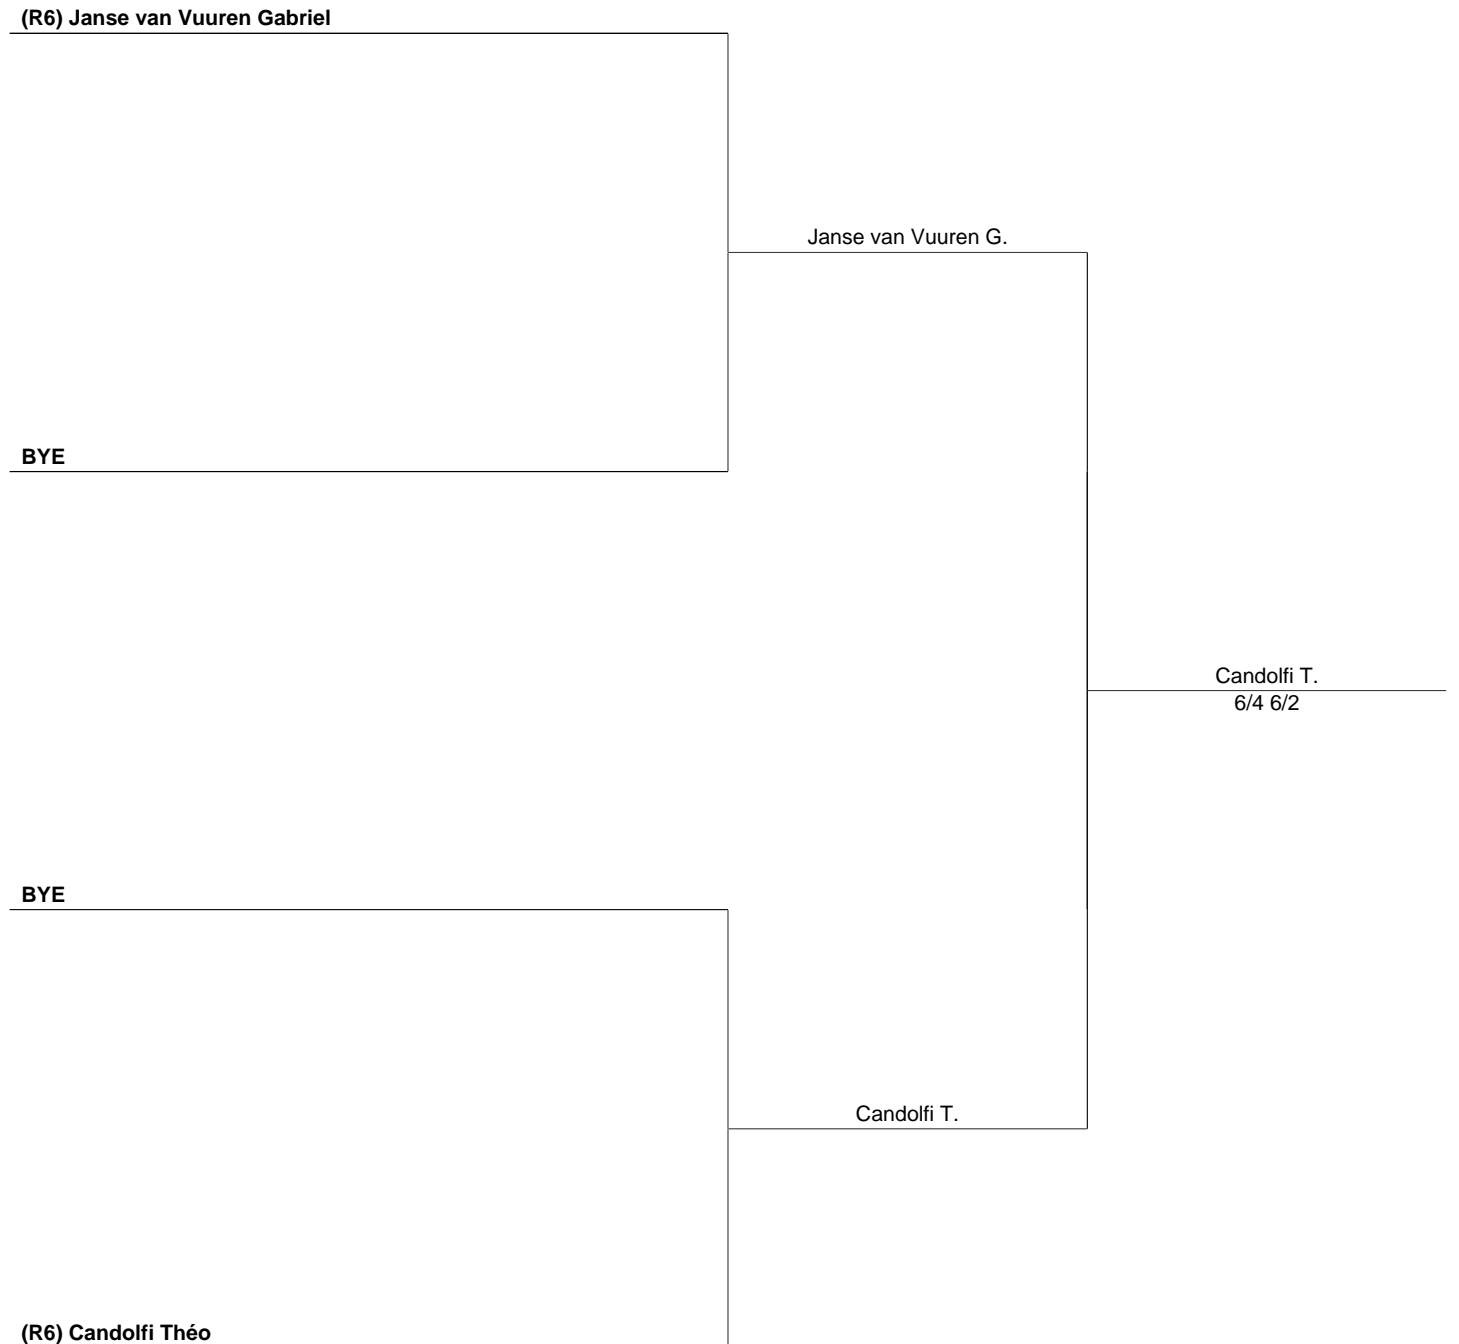 (R6) Janse van Vuuren Gabriel
Janse van Vuuren G.
BYE
Candolfi T.
6/4 6/2
BYE
Candolfi T.
(R6) Candolfi Théo